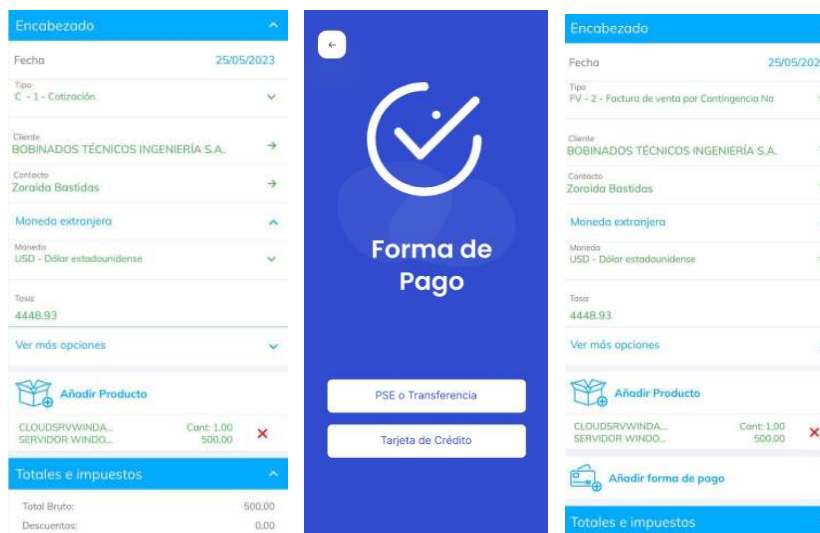 Encabezado
Fecha 25/05/2023
Tipo
C - 1 - Cotización
Cliente
BOBINADOS TÉCNICOS INGENIERÍA S.A.
Contacto
Zoraida Bastidas
Moneda extranjera
Moneda
USD - Dólar estadounidense
Tasa:
4448.93
Ver más opciones
Añadir Producto
CLOUDSRVWINDA... Cant: 1,00
SERVIDOR WINDO... 500,00
Totales e impuestos
Total Bruto: 500,00
Descuentos: 0,00
Forma de
Pago
PSE o Transferencia
Tarjeta de Crédito
Encabezado
Fecha 25/05/202
Tipo
FV - 2 - Factura de venta por Contingencia No
Cliente
BOBINADOS TÉCNICOS INGENIERÍA S.A.
Contacto
Zoraida Bastidas
Moneda extranjera
Moneda
USD - Dólar estadounidense
Tasa:
4448.93
Ver más opciones
Añadir Producto
CLOUDSRVWINDA... Cant: 1,00
SERVIDOR WINDO... 500,00
Añadir forma de pago
Totales e impuestos